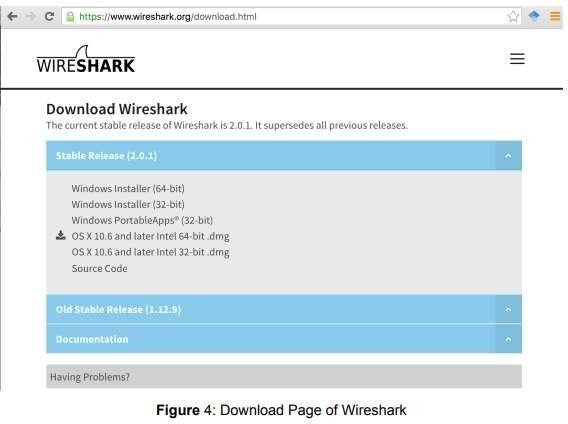 https://www.wireshark.org/download.html
WIRESHARK
Download Wireshark
The current stable release of Wireshark is 2.0.1. It supersedes all previous releases.
Stable Release (2.0.1)
Windows Installer (64-bit)
Windows Installer (32-bit)
Windows PortableApps® (32-bit)
OS X 10.6 and later Intel 64-bit .dmg
OS X 10.6 and later Intel 32-bit .dmg
Source Code
Old Stable Release (1.12.9)
Documentation
Having Problems?
Figure 4: Download Page of Wireshark